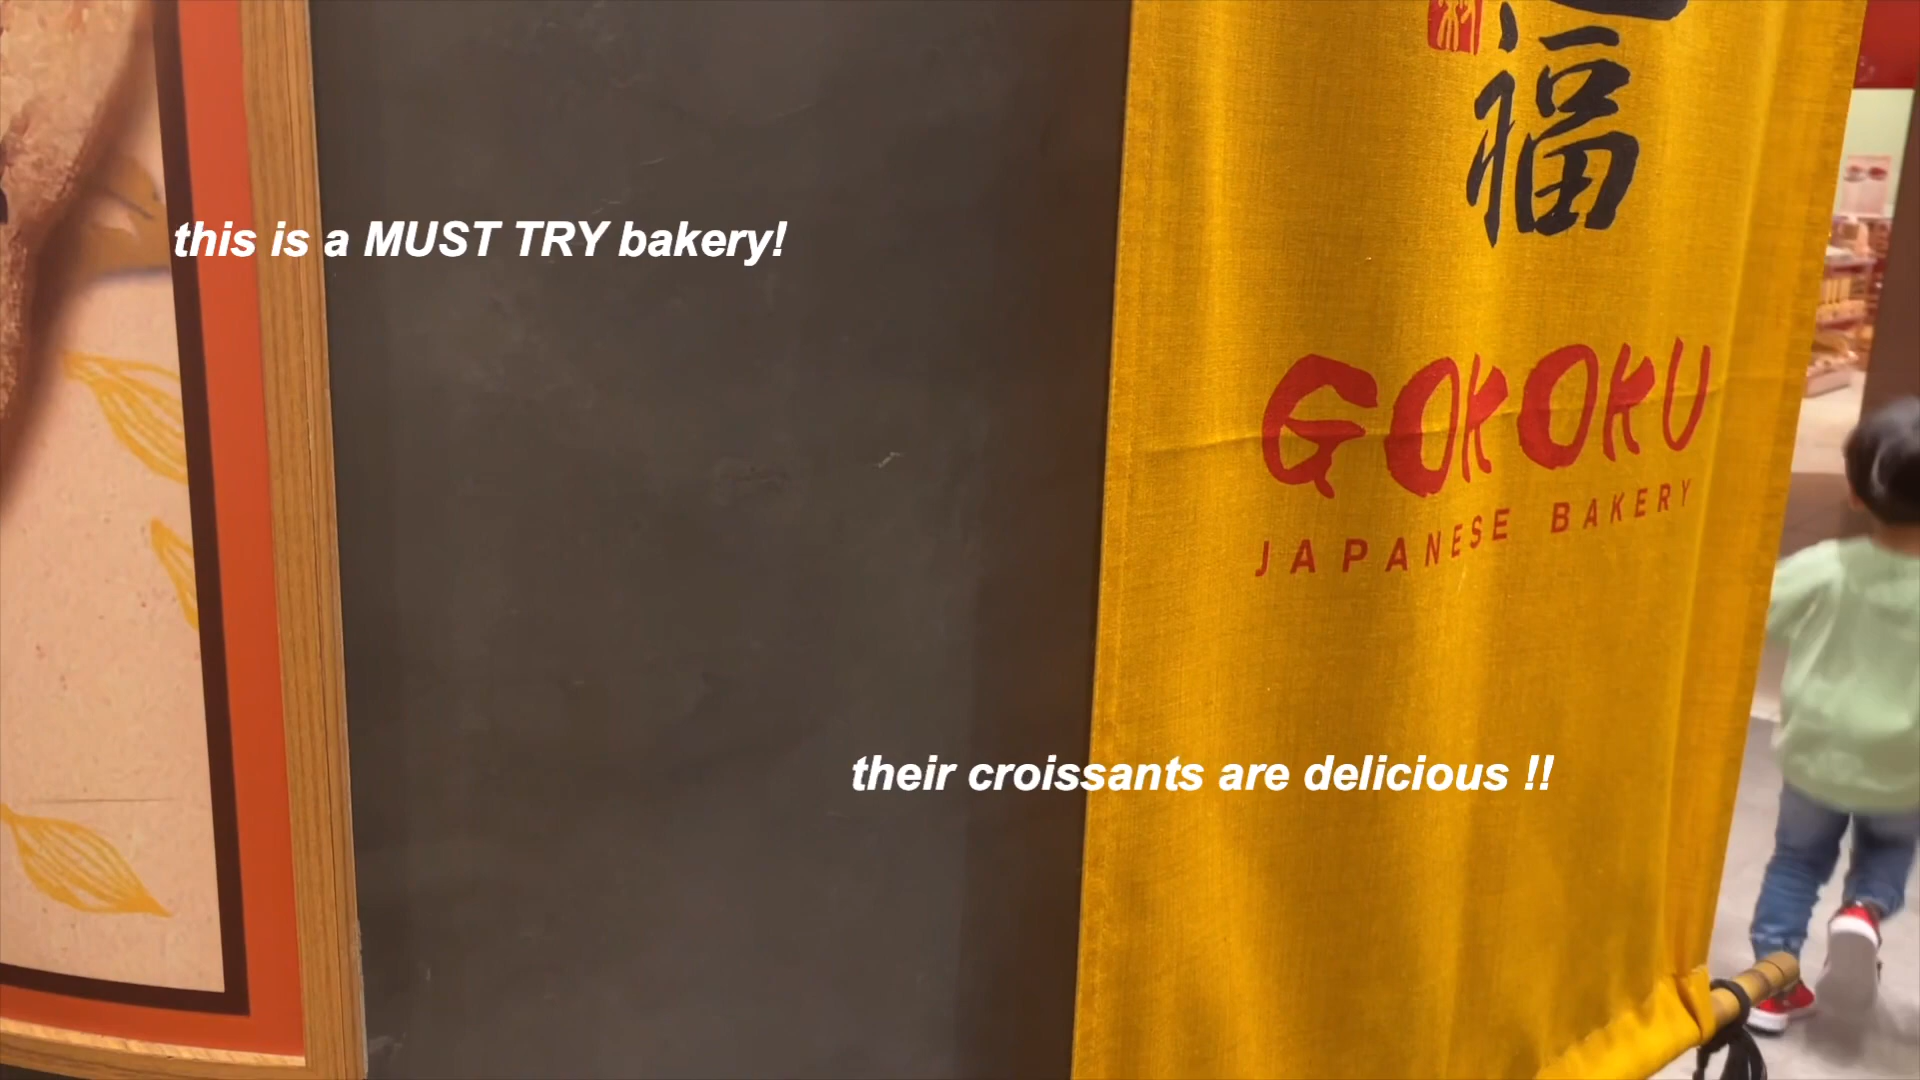 福
this is a MUST TRY bakery!
GOKOKU
JAPANESE BAKERY
their croissants are delicious !!